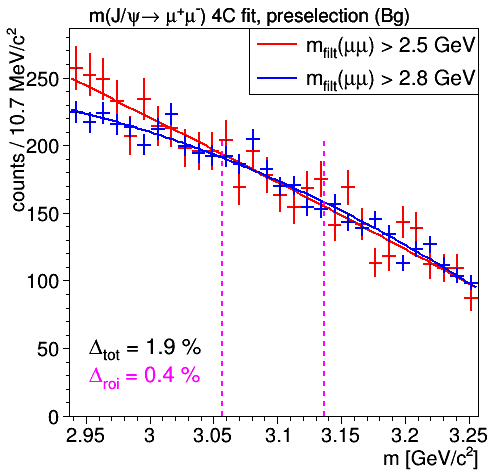 m(J/ψ→ μ⁺μ⁻) 4C fit, preselection (Bg)
m_filt(μμ) > 2.5 GeV
m_filt(μμ) > 2.8 GeV
counts / 10.7 MeV/c²
250
200
150
100
50
0
Δ_tot = 1.9 %
Δ_roi = 0.4 %
2.95 3 3.05 3.1 3.15 3.2 3.25
m [GeV/c²]